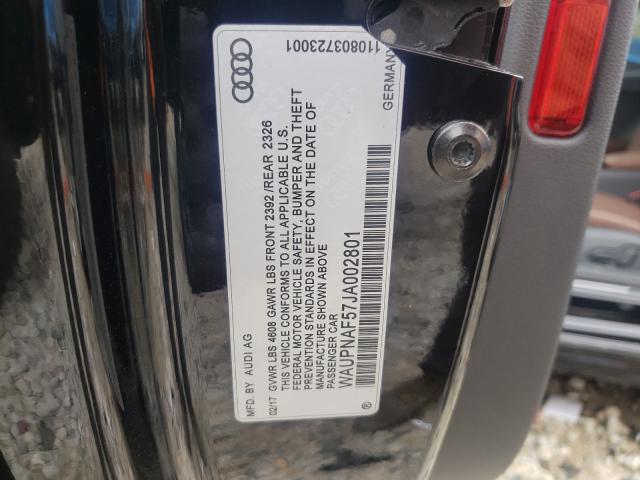 110803723001
GERMANY
MFD. BY AUDI AG
02/17 GVWR LBS 4608 GAWR LBS FRONT 2392 /REAR 2326
THIS VEHICLE CONFORMS TO ALL APPLICABLE U.S.
FEDERAL MOTOR VEHICLE SAFETY, BUMPER AND THEFT
PREVENTION STANDARDS IN EFFECT ON THE DATE OF
MANUFACTURE SHOWN ABOVE
PASSENGER CAR
WAUPNAF57JA002801
®